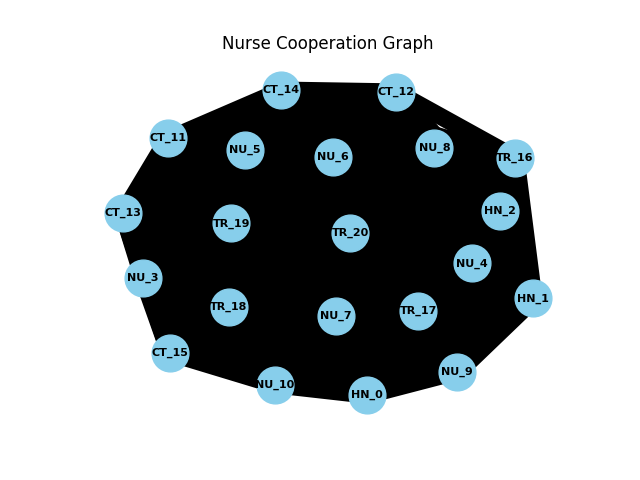 Nurse Cooperation Graph
CT_14
CT_12
CT_11
NU_5
NU_6
NU_8
TR_16
CT_13
TR_19
TR_20
HN_2
NU_3
NU_4
TR_18
NU_7
TR_17
HN_1
CT_15
NU_10
HN_0
NU_9